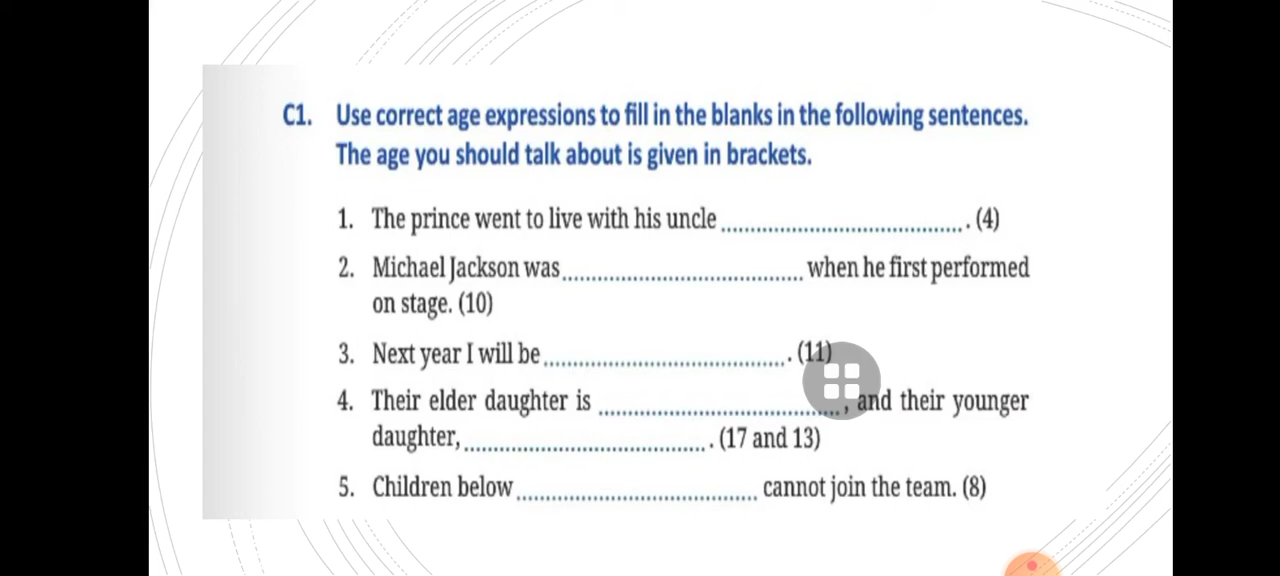 C1. Use correct age expressions to fill in the blanks in the following sentences.
The age you should talk about is given in brackets.
1. The prince went to live with his uncle ........................................ . (4)
2. Michael Jackson was ........................................ when he first performed
on stage. (10)
3. Next year I will be ........................................ . (11)
4. Their elder daughter is ........................................ , and their younger
daughter, ........................................ . (17 and 13)
5. Children below ........................................ cannot join the team. (8)